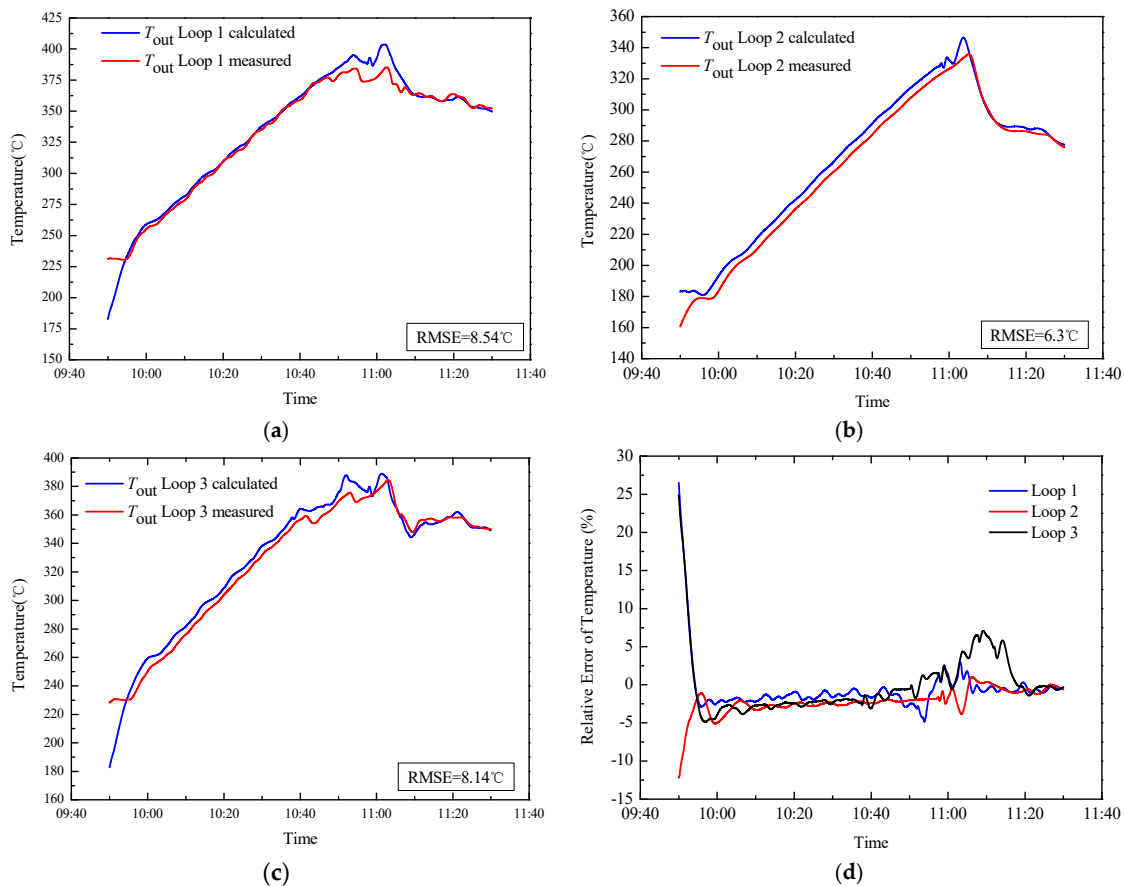 425
400
375
350
325
300
275
250
225
200
175
150
Temperature(℃)
Tout Loop 1 calculated
Tout Loop 1 measured
RMSE=8.54℃
09:40 10:00 10:20 10:40 11:00 11:20 11:40
Time
(a)
360
340
320
300
280
260
240
220
200
180
160
140
Temperature(℃)
Tout Loop 2 calculated
Tout Loop 2 measured
RMSE=6.3℃
09:40 10:00 10:20 10:40 11:00 11:20 11:40
Time
(b)
400
380
360
340
320
300
280
260
240
220
200
180
160
Temperature(℃)
Tout Loop 3 calculated
Tout Loop 3 measured
RMSE=8.14℃
09:40 10:00 10:20 10:40 11:00 11:20 11:40
Time
(c)
30
25
20
15
10
5
0
-5
-10
-15
Relative Error of Temperature (%)
Loop 1
Loop 2
Loop 3
09:40 10:00 10:20 10:40 11:00 11:20 11:40
Time
(d)